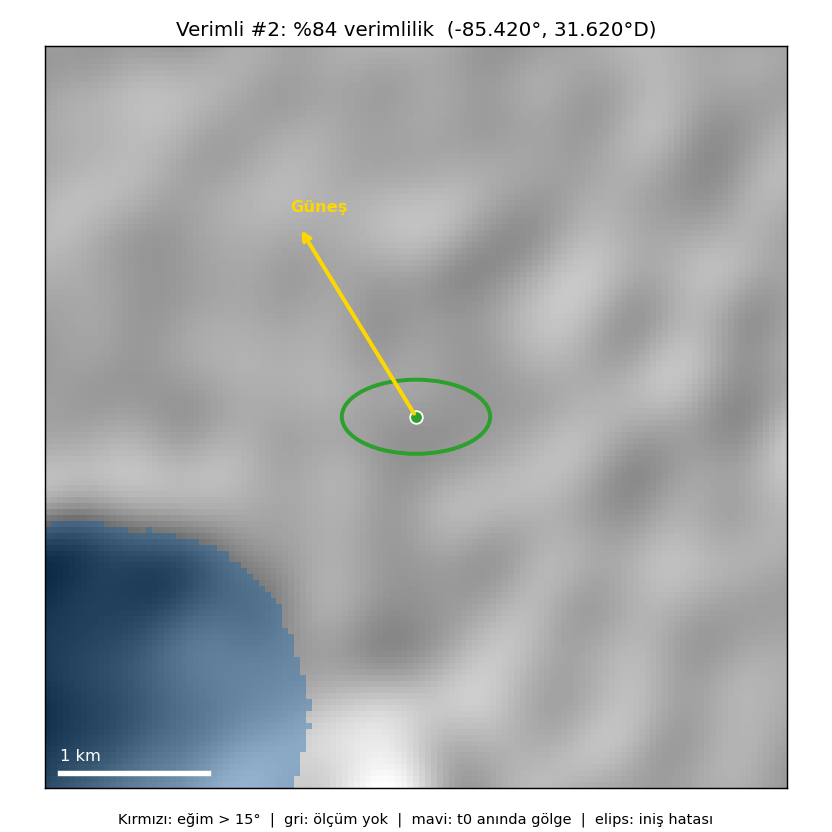 Verimli #2: %84 verimlilik  (-85.420°, 31.620°D)
Güneş
1 km
Kırmızı: eğim > 15°  |  gri: ölçüm yok  |  mavi: t0 anında gölge  |  elips: iniş hatası